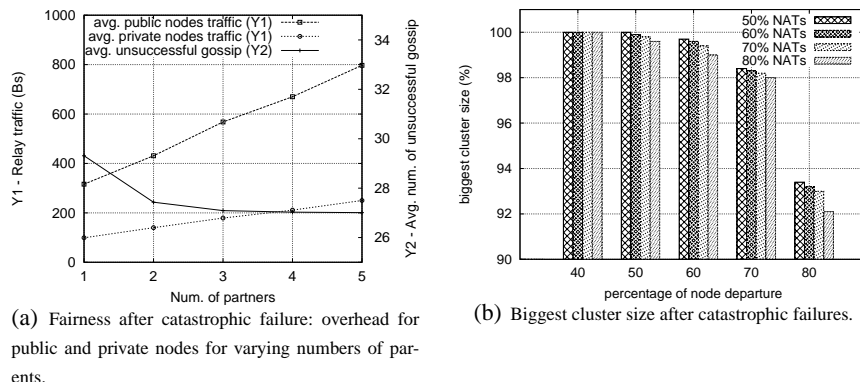 avg. public nodes traffic (Y1)
avg. private nodes traffic (Y1)
avg. unsuccessful gossip (Y2)
Y1 - Relay traffic (Bs)
1000
800
600
400
200
0
1 2 3 4 5
Num. of partners
34
33
32
31
30
29
28
27
26
Y2 - Avg. num. of unsuccessful gossip
(a) Fairness after catastrophic failure: overhead for
public and private nodes for varying numbers of par-
ents.
50% NATs
60% NATs
70% NATs
80% NATs
biggest cluster size (%)
100
98
96
94
92
90
40 50 60 70 80
percentage of node departure
(b) Biggest cluster size after catastrophic failures.